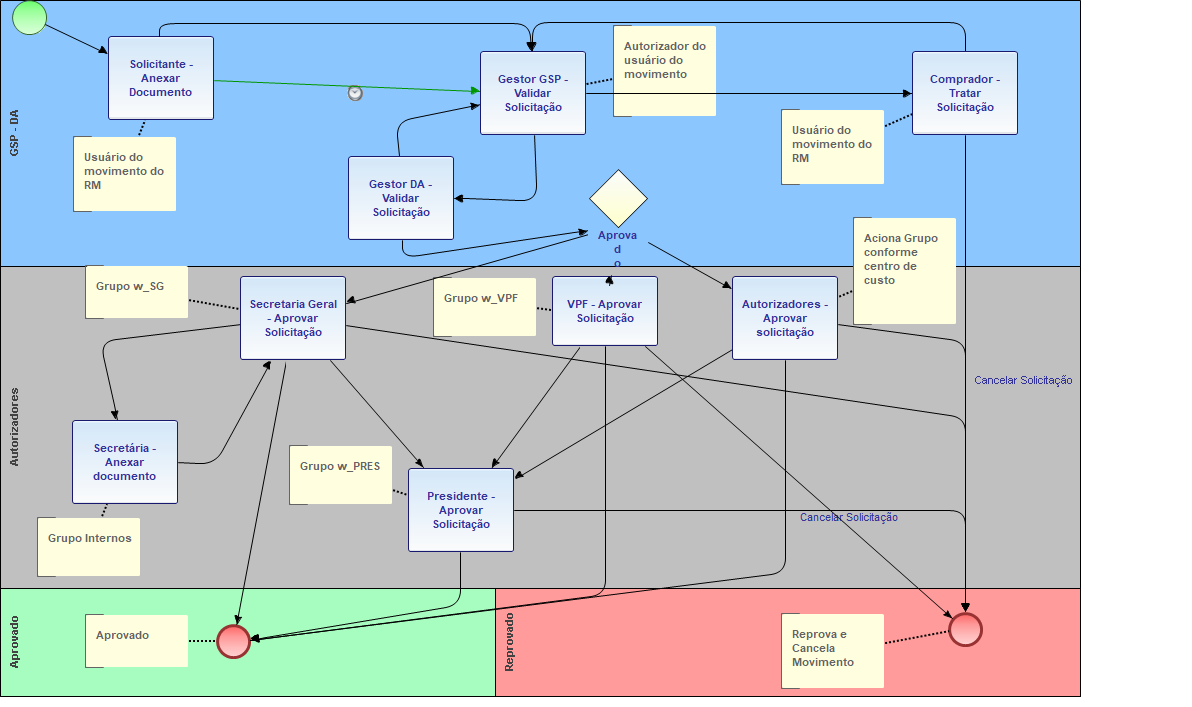 GSP - DA
Solicitante -
Anexar
Documento
Usuário do
movimento do
RM
Gestor GSP -
Validar
Solicitação
Autorizador do
usuário do
movimento
Comprador -
Tratar
Solicitação
Usuário do
movimento do
RM
Gestor DA -
Validar
Solicitação
Aprova
d
o
Aciona Grupo
conforme
centro de
custo
Autorizadores
Grupo w_SG
Secretaria Geral
- Aprovar
Solicitação
Grupo w_VPF
VPF - Aprovar
Solicitação
Autorizadores -
Aprovar
solicitação
Cancelar Solicitação
Secretária -
Anexar
documento
Grupo Internos
Grupo w_PRES
Presidente -
Aprovar
Solicitação
Cancelar Solicitação
Aprovado
Aprovado
Reprovado
Reprova e
Cancela
Movimento